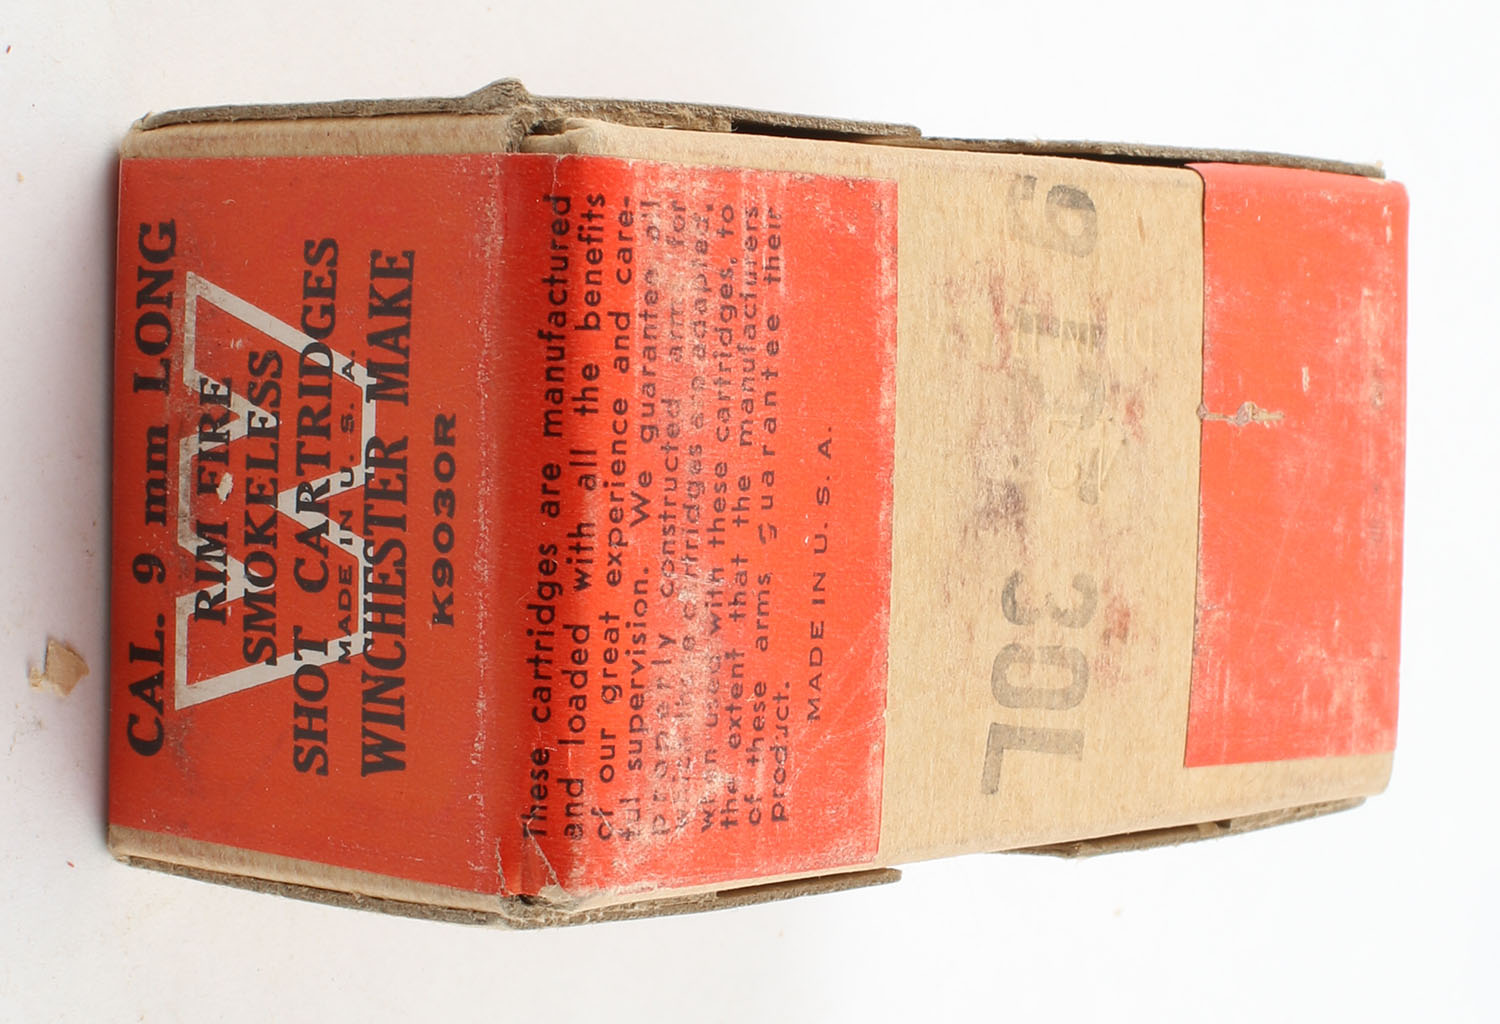 CAL. 9 mm LONG
RIM FIRE
SMOKELESS
SHOT CARTRIDGES
MADE IN U. S. A.
WINCHESTER MAKE
K9030R
These cartridges are manufactured
and loaded with all the benefits
of our great experience and care-
ful supervision. We guarantee all
properly constructed arms for
cartridges are adapted,
when used with these cartridges, to
the extent that the manufacturers
of these arms guarantee their
product.
MADE IN U. S. A.